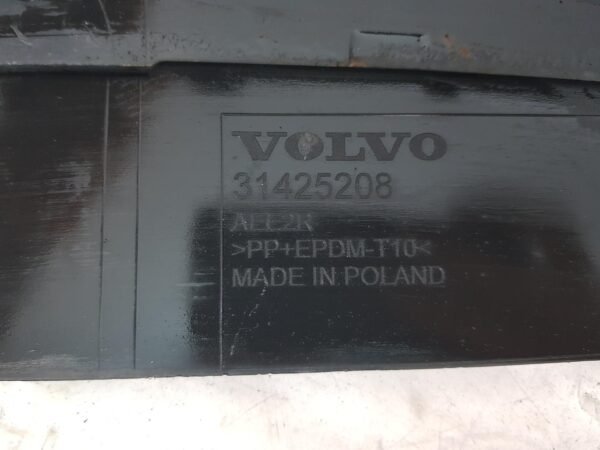 VOLVO
31425208
>PP+EPDM-T10<
MADE IN POLAND